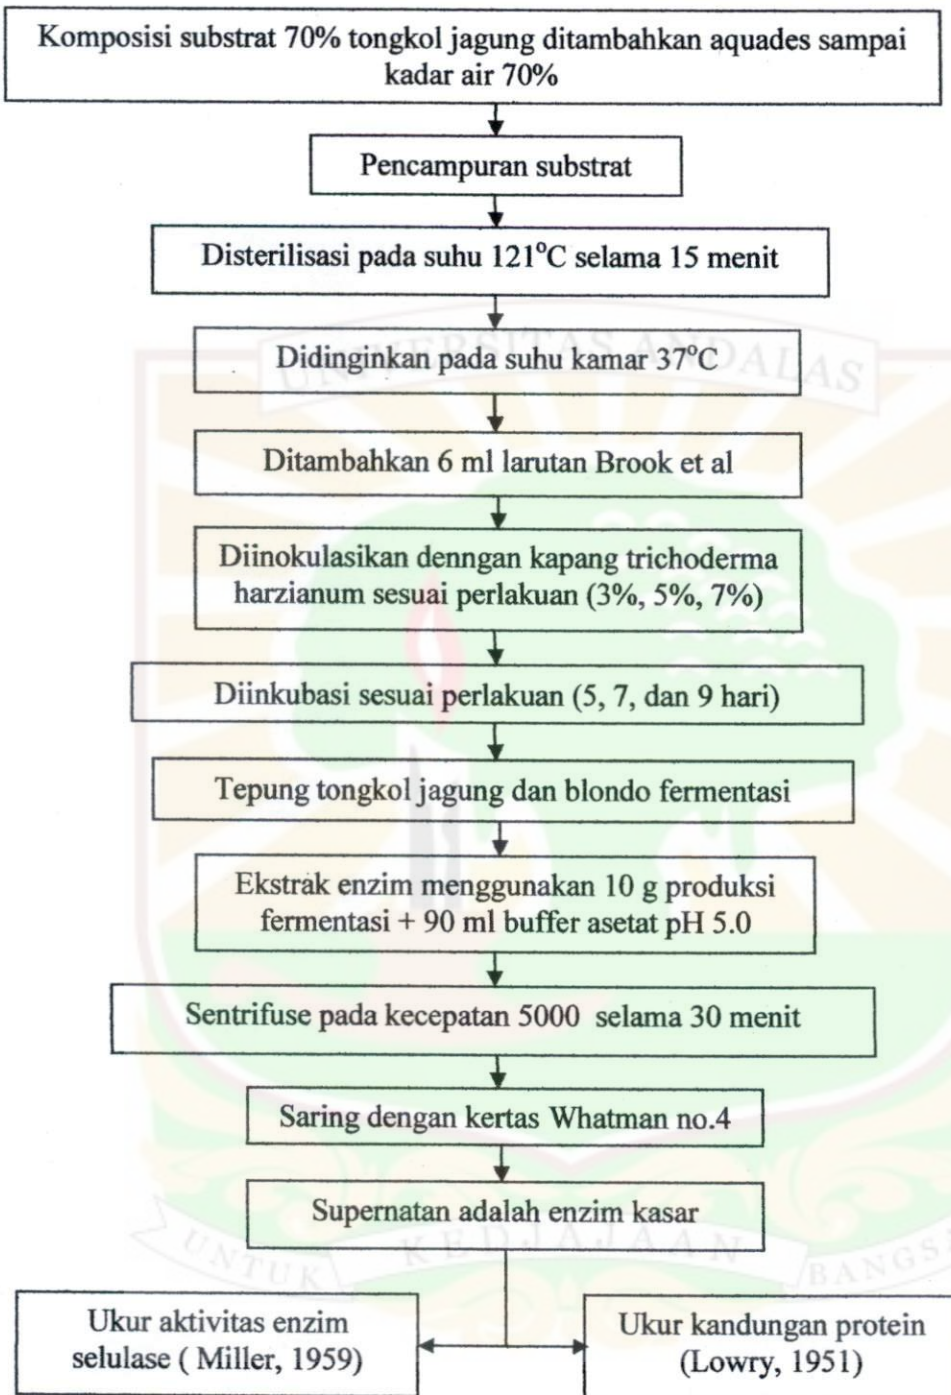 Komposisi substrat 70% tongkol jagung ditambahkan aquades sampai
kadar air 70%
Pencampuran substrat
Disterilisasi pada suhu 121°C selama 15 menit
UNIVERSITAS ANDALAS
Didinginkan pada suhu kamar 37°C
Ditambahkan 6 ml larutan Brook et al
Diinokulasikan denngan kapang trichoderma
harzianum sesuai perlakuan (3%, 5%, 7%)
Diinkubasi sesuai perlakuan (5, 7, dan 9 hari)
Tepung tongkol jagung dan blondo fermentasi
Ekstrak enzim menggunakan 10 g produksi
fermentasi + 90 ml buffer asetat pH 5.0
Sentrifuse pada kecepatan 5000 selama 30 menit
Saring dengan kertas Whatman no.4
Supernatan adalah enzim kasar
UNTUK KEDJAJAAN BANGSA
Ukur aktivitas enzim
selulase ( Miller, 1959)
Ukur kandungan protein
(Lowry, 1951)